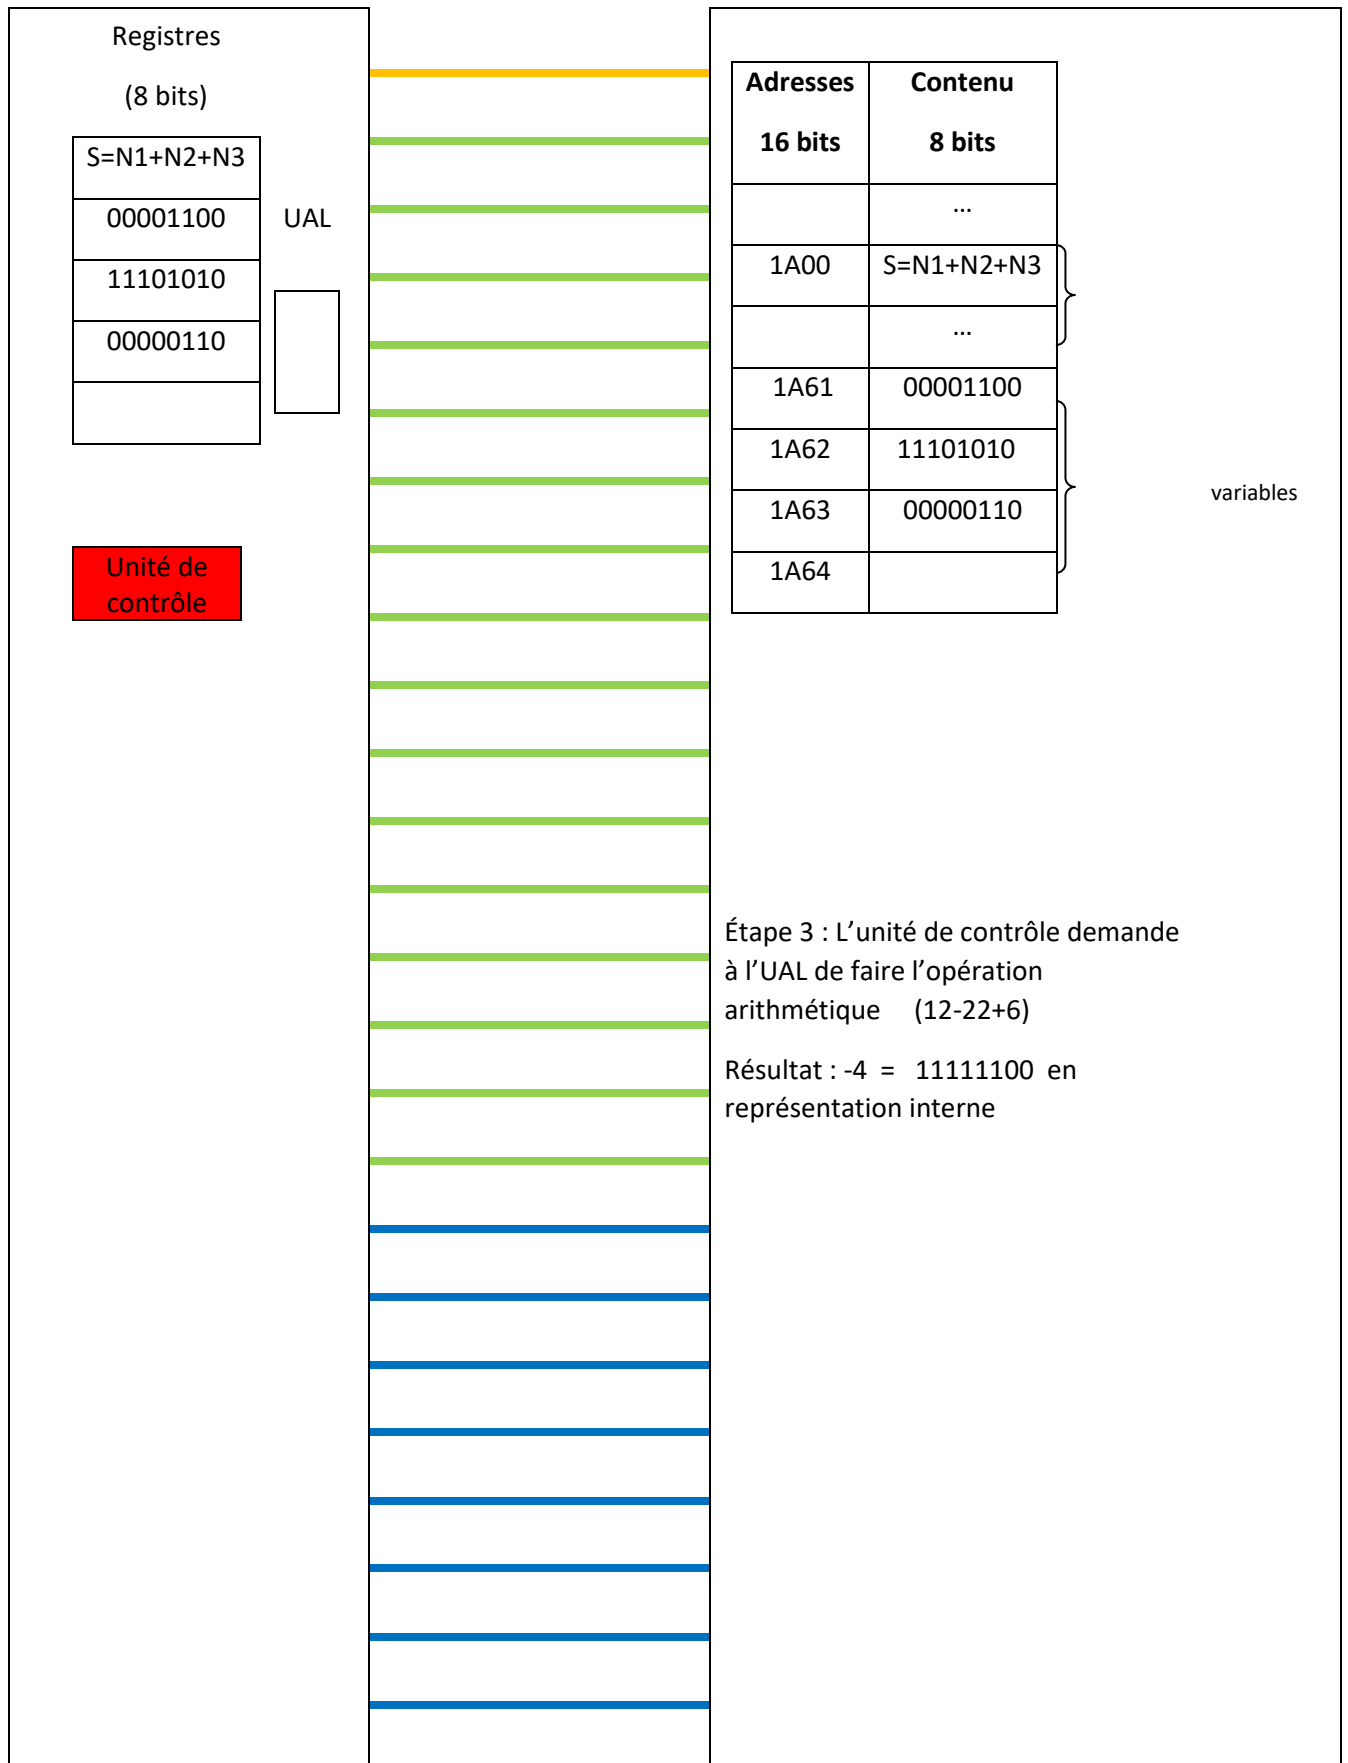 Registres
(8 bits)
S=N1+N2+N3
00001100
UAL
11101010
00000110
Unité de
contrôle
Adresses Contenu
16 bits 8 bits
...
1A00 S=N1+N2+N3
...
1A61 00001100
1A62 11101010
1A63 00000110
1A64
variables
Étape 3 : L’unité de contrôle demande
à l’UAL de faire l’opération
arithmétique (12-22+6)
Résultat : -4 = 11111100 en
représentation interne